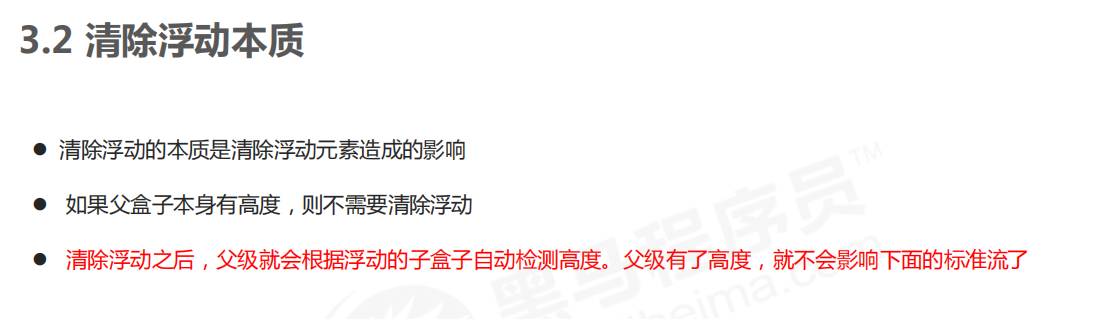 3.2 清除浮动本质
● 清除浮动的本质是清除浮动元素造成的影响
● 如果父盒子本身有高度，则不需要清除浮动
● 清除浮动之后，父级就会根据浮动的子盒子自动检测高度。父级有了高度，就不会影响下面的标准流了
黑马程序员™
heima.com